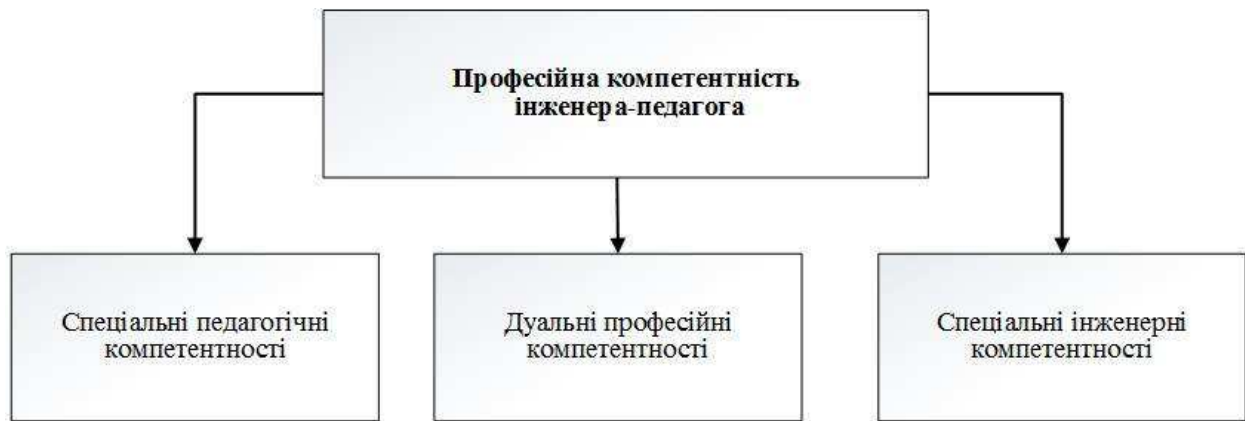 Професійна компетентність
інженера-педагога
Спеціальні педагогічні
компетентності
Дуальні професійні
компетентності
Спеціальні інженерні
компетентності